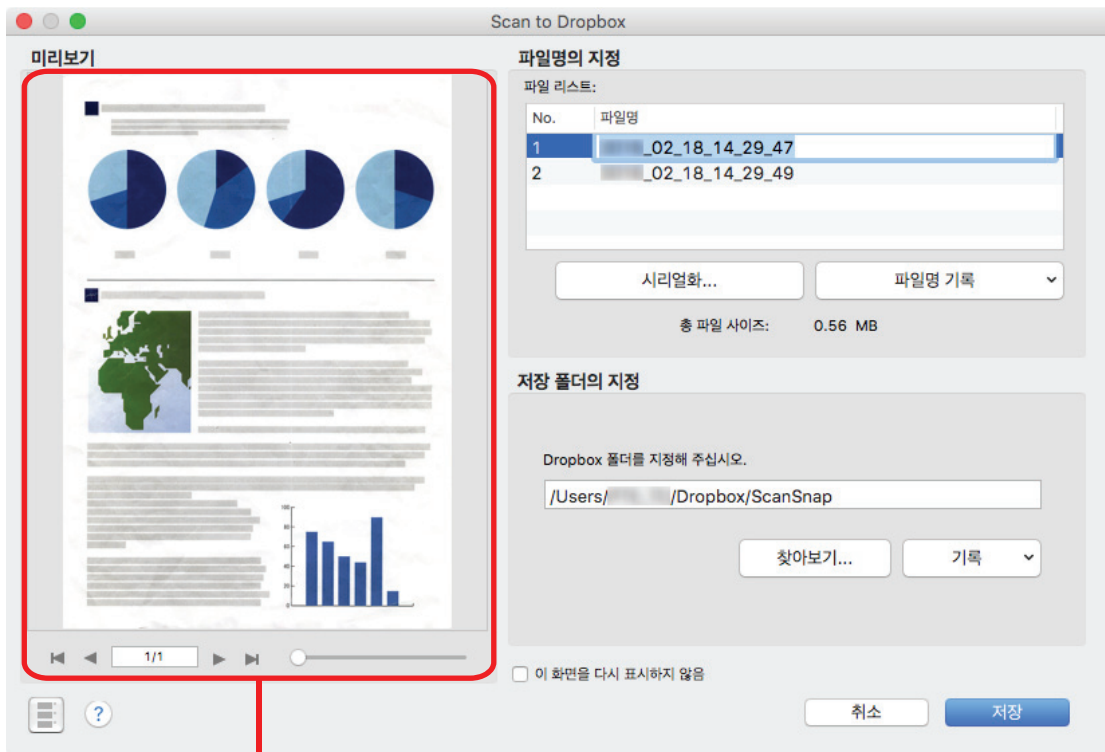 Scan to Dropbox
미리보기
1/1
파일명의 지정
파일 리스트:
No. 파일명
1 _02_18_14_29_47
2 _02_18_14_29_49
시리얼화... 파일명 기록
총 파일 사이즈: 0.56 MB
저장 폴더의 지정
Dropbox 폴더를 지정해 주십시오.
/Users/ /Dropbox/ScanSnap
찾아보기... 기록
이 화면을 다시 표시하지 않음
?
취소 저장